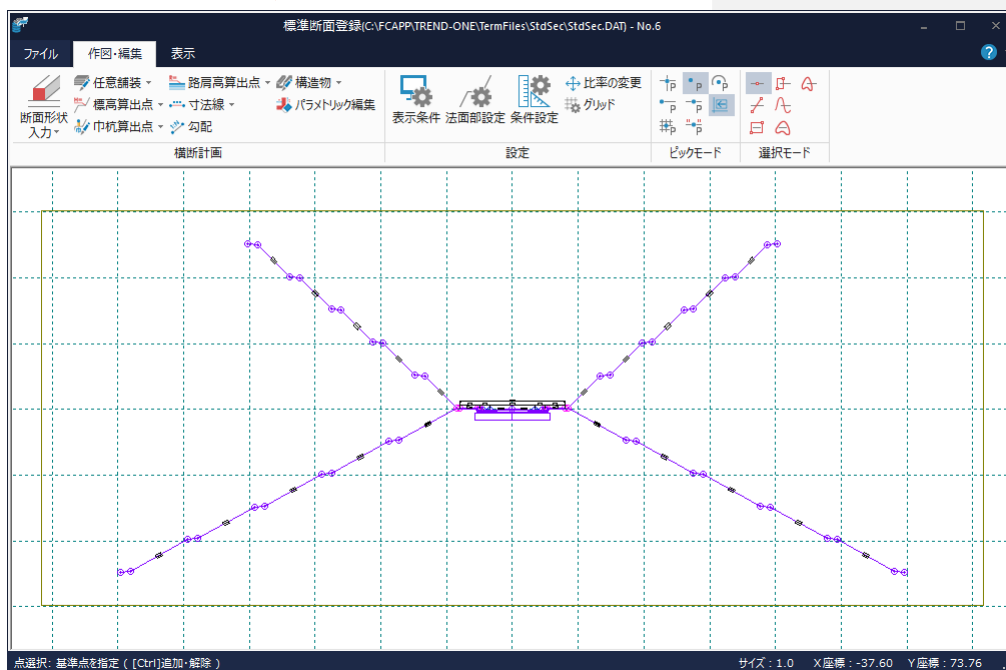 標準断面登録(C:\FCAPP\TREND-ONE\TermFiles\StdSec\StdSec.DAT) - No.6
ファイル 作図・編集 表示
断面形状入力
任意舗装 路肩高算出点 構造物
標高算出点 寸法線 パラメトリック編集
巾杭算出点 勾配
横断計画
表示条件 法面部設定 条件設定
比率の変更
グリッド
設定
ピックモード
選択モード
点選択: 基準点を指定 ( [Ctrl]追加・解除 ) サイズ : 1.0 X座標 : -37.60 Y座標 : 73.76